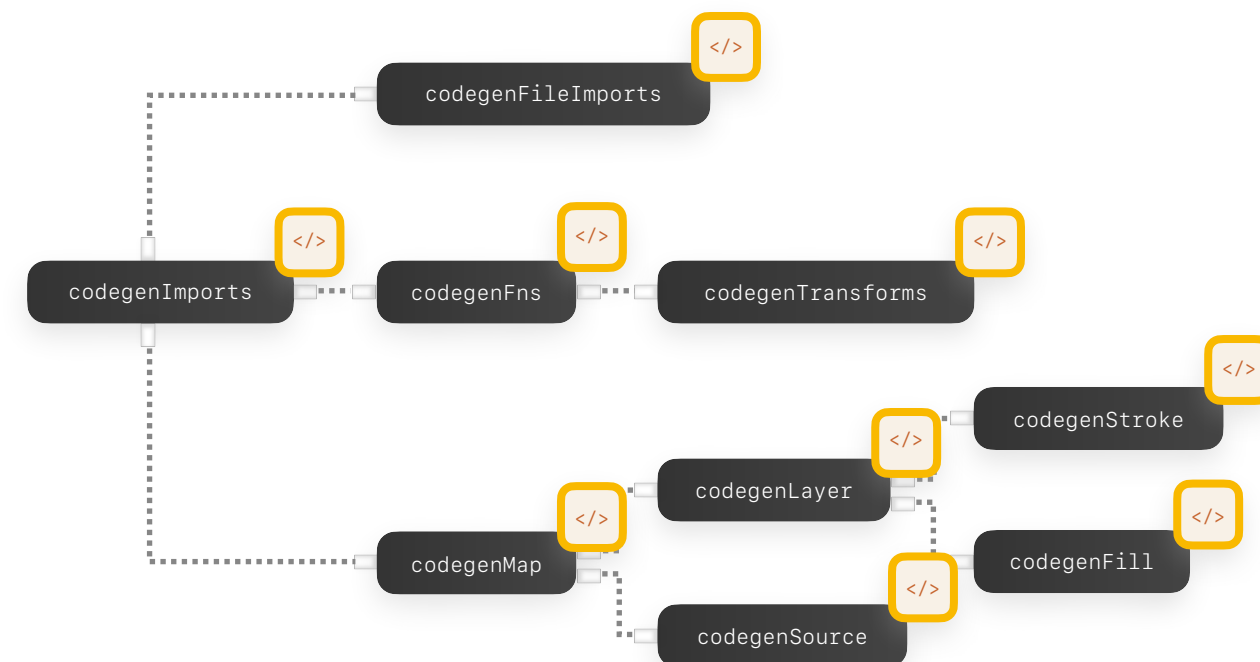 </>
codegenFileImports
</>
codegenImports
</>
codegenFns
</>
codegenTransforms
</>
codegenStroke
</>
codegenLayer
</>
codegenFill
</>
codegenMap
</>
codegenSource